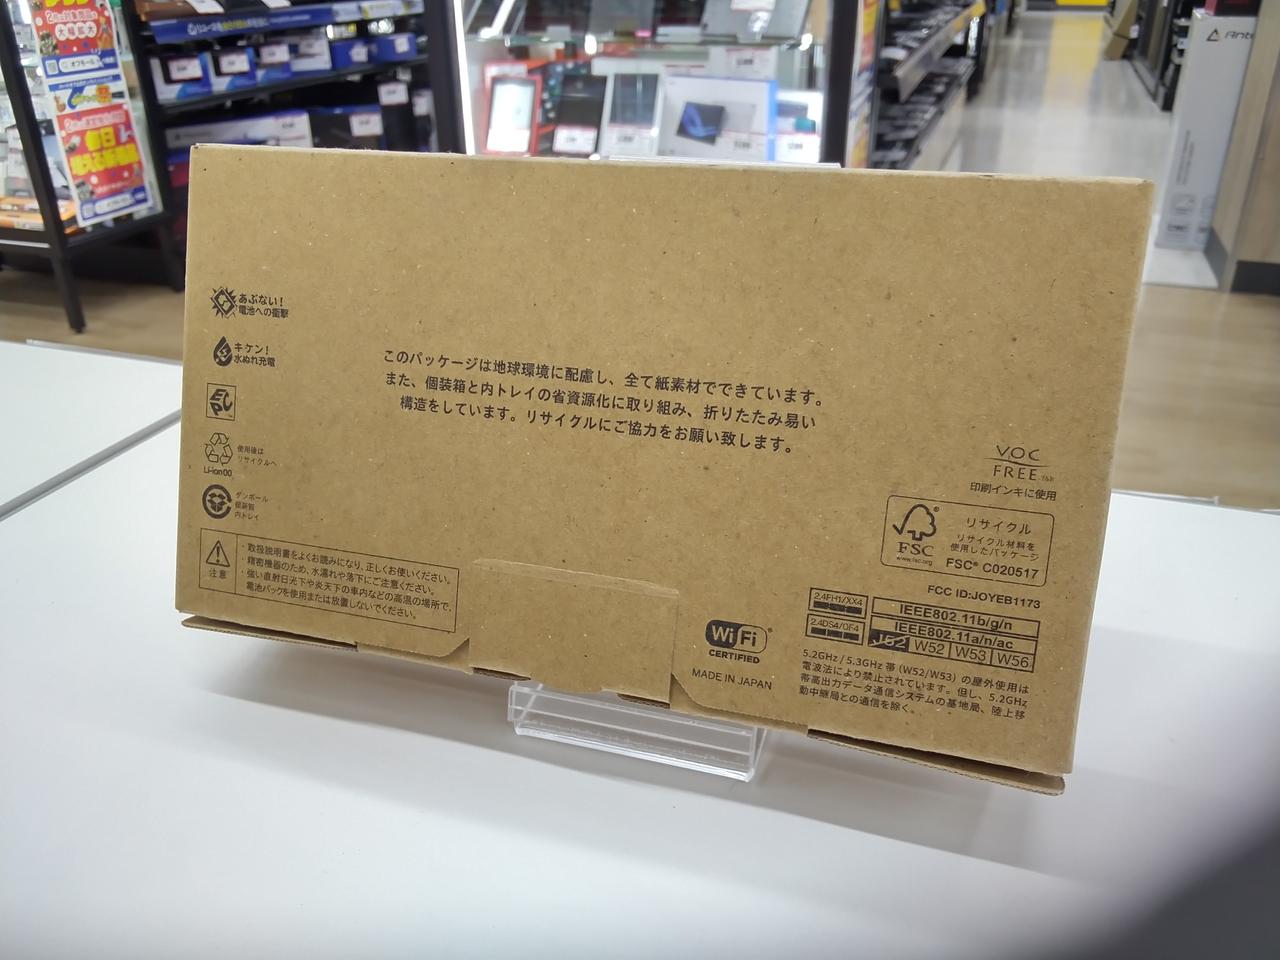 あぶない!
電池への衝撃
キケン!
水ぬれ充電
使用後は
リサイクルへ
Li-ion00
ダンボール
個装箱
内トレイ
注意
・取扱説明書をよくお読みになり、正しくお使いください。
・精密機器のため、水濡れや落下にご注意ください。
・強い直射日光下や炎天下の車内などの高温の場所で、
電池パックを使用または放置しないでください。
このパッケージは地球環境に配慮し、全て紙素材でできています。
また、個装箱と内トレイの省資源化に取り組み、折りたたみ易い
構造をしています。リサイクルにご協力をお願い致します。
VOC
FREE
印刷インキに使用
FSC
www.fsc.org
リサイクル
リサイクル材料を
使用したパッケージ
FSC® C020517
FCC ID:JOYEB1173
2.4FH1/XX4
2.4DS4/OF4
IEEE802.11b/g/n
IEEE802.11a/n/ac
J52 W52 W53 W56
5.2GHz / 5.3GHz 帯 (W52/W53) の屋外使用は
電波法により禁止されています。但し、5.2GHz
帯高出力データ通信システムの基地局、陸上移
動中継局との通信を除く。
Wi Fi
CERTIFIED
MADE IN JAPAN